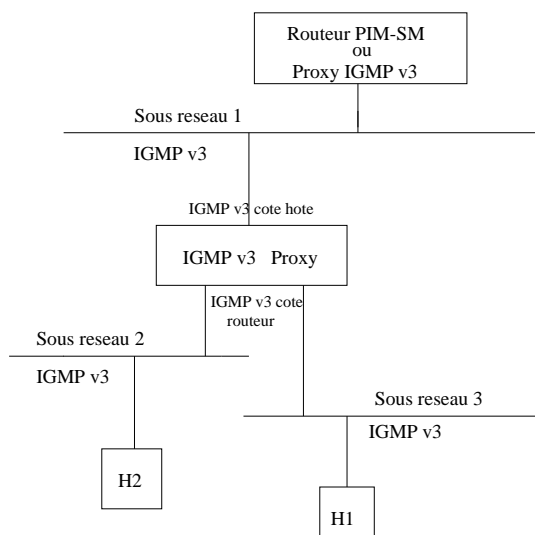 Routeur PIM-SM
ou
Proxy IGMP v3
Sous reseau 1
IGMP v3
IGMP v3 cote hote
IGMP v3 Proxy
IGMP v3 cote
routeur
Sous reseau 2
IGMP v3
Sous reseau 3
IGMP v3
H2
H1